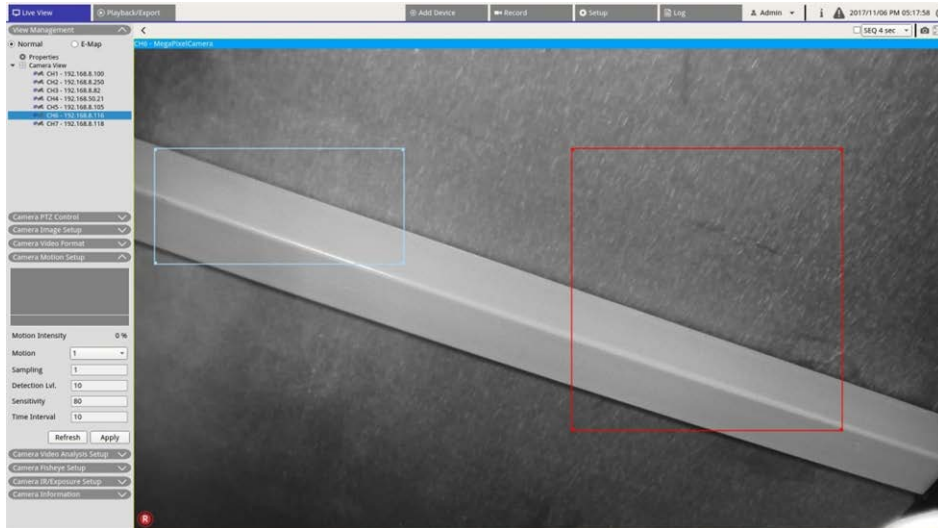 Live View
Playback/Export
Add Device
Record
Setup
Log
Admin
i
2017/11/06 PM 05:17:58
View Management
SEQ 4 sec
Normal
E-Map
CH6 - MegaPixelCamera
Properties
Camera View
CH1 - 192.168.8.100
CH2 - 192.168.8.250
CH3 - 192.168.8.82
CH4 - 192.168.50.21
CH5 - 192.168.8.105
CH6 - 192.168.8.116
CH7 - 192.168.8.118
Camera PTZ Control
Camera Image Setup
Camera Video Format
Camera Motion Setup
Motion Intensity 0 %
Motion 1
Sampling 1
Detection Lvl. 10
Sensitivity 80
Time Interval 10
Refresh Apply
Camera Video Analysis Setup
Camera Fisheye Setup
Camera IR/Exposure Setup
Camera Information
R